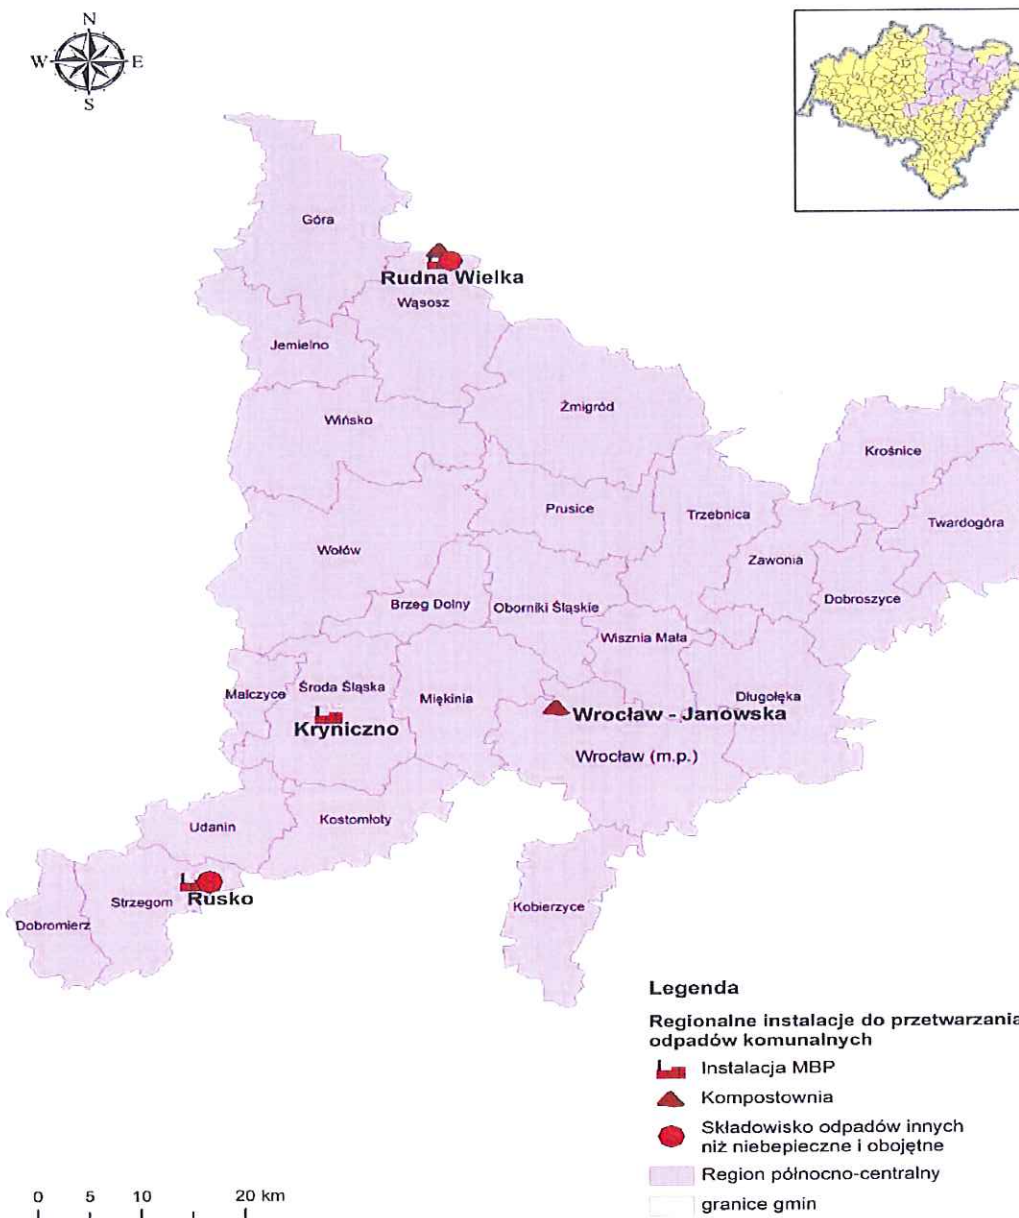 N
W E
S
Góra
Rudna Wielka
Wąsosz
Jemielno
Żmigród
Wińsko
Krośnice
Prusice
Trzebnica
Twardogóra
Wołów
Zawonia
Brzeg Dolny
Oborniki Śląskie
Dobroszyce
Wisznia Mała
Malczyce
Środa Śląska
Miękinia
Długołęka
Kryniczno
Wrocław - Janowska
Wrocław (m.p.)
Udanin
Kostomłoty
Rusko
Strzegom
Dobromierz
Kobierzyce
Legenda
Regionalne instalacje do przetwarzania
odpadów komunalnych
Instalacja MBP
Kompostownia
Składowisko odpadów innych
niż niebepieczne i obojętne
Region północno-centralny
granice gmin
0 5 10 20 km